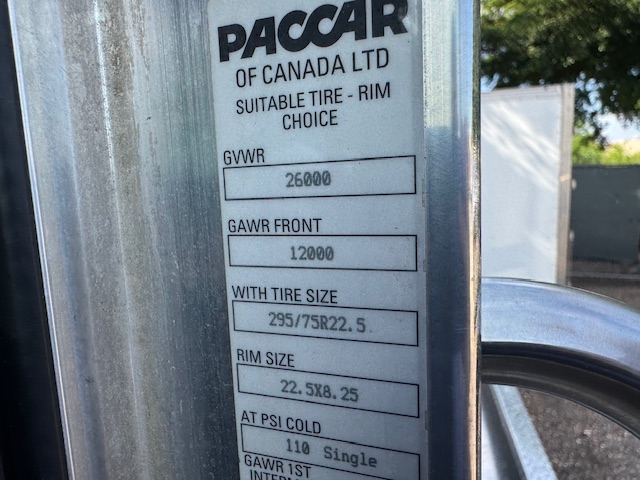 PACCAR
OF CANADA LTD
SUITABLE TIRE - RIM
CHOICE
GVWR
26000
GAWR FRONT
12000
WITH TIRE SIZE
295/75R22.5
RIM SIZE
22.5X8.25
AT PSI COLD
110 Single
GAWR 1ST